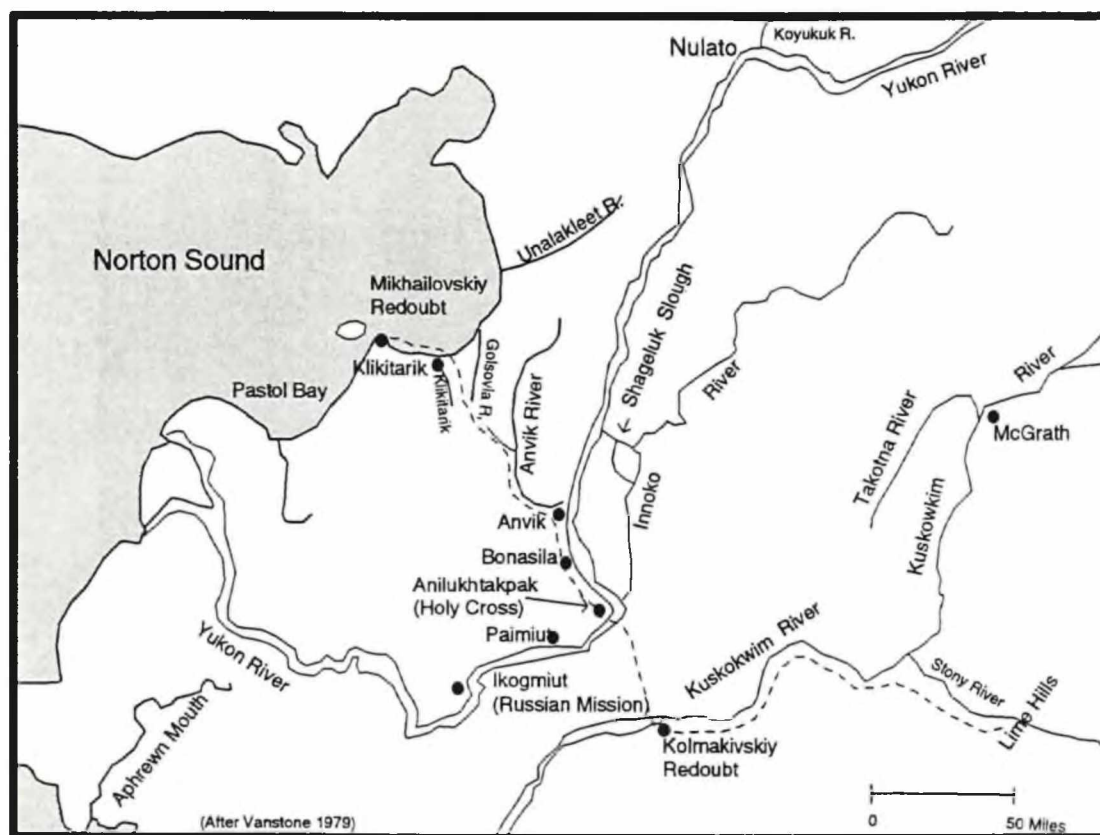 Koyukuk R.
Nulato
Yukon River
Unalakleet R.
Norton Sound
Mikhailovskiy
Redoubt
Shageluk Slough
Golsovia R.
Klikitarik
Klikitarik
River
River
Pastol Bay
Anvik River
Takotna River
McGrath
Innoko
Kuskowkim
Anvik
Bonasila
Anilukhtakpak
(Holy Cross)
Paimiut
Yukon River
Kuskokwim River
Ikogmiut
(Russian Mission)
Stony River
Lime Hills
Kolmakivskiy
Redoubt
Aphrewn Mouth
(After Vanstone 1979)
0 50 Miles